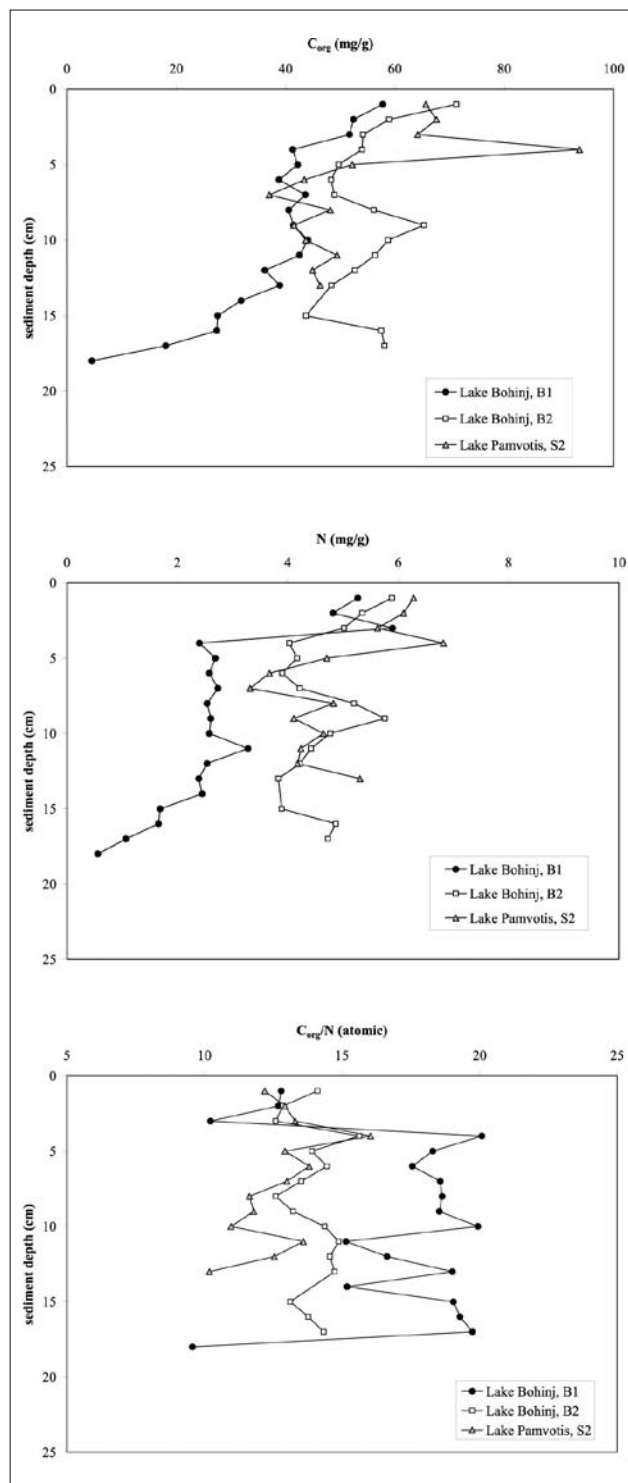 C_org (mg/g)
0 20 40 60 80 100
0
5
10
15
20
25
sediment depth (cm)
Lake Bohinj, B1
Lake Bohinj, B2
Lake Pamvotis, S2
N (mg/g)
0 2 4 6 8 10
0
5
10
15
20
25
sediment depth (cm)
Lake Bohinj, B1
Lake Bohinj, B2
Lake Pamvotis, S2
C_org/N (atomic)
5 10 15 20 25
0
5
10
15
20
25
sediment depth (cm)
Lake Bohinj, B1
Lake Bohinj, B2
Lake Pamvotis, S2